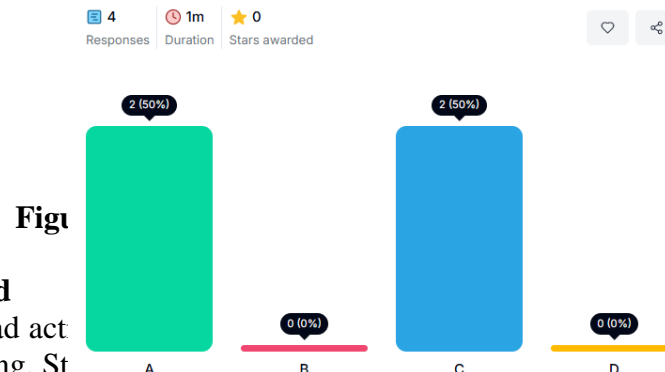 4 1m 0
Responses Duration Stars awarded
2 (50%) 2 (50%)
0 (0%) 0 (0%)
A B C D